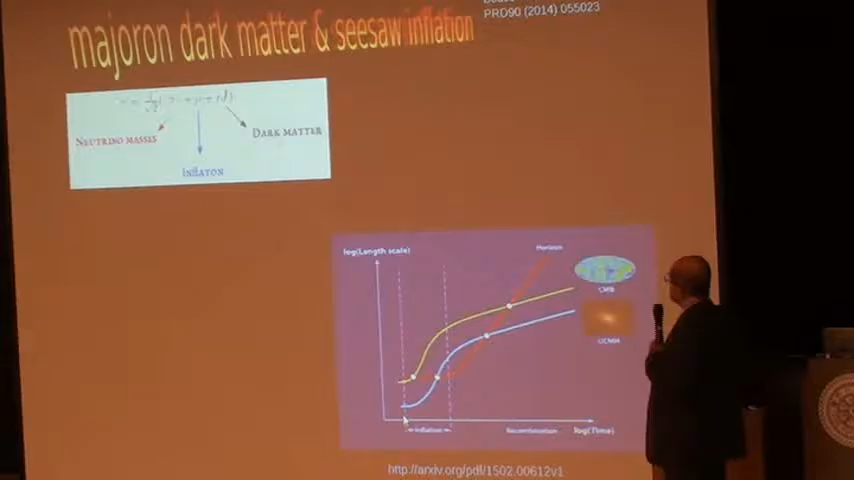 majoron dark matter & seesaw inflation
PRD90 (2014) 055023
NEUTRINO MASSES
DARK MATTER
INFLATON
log(Length scale)
Horizon
CMB
Inflation
Recombination
log(Time)
http://arxiv.org/pdf/1502.00612v1